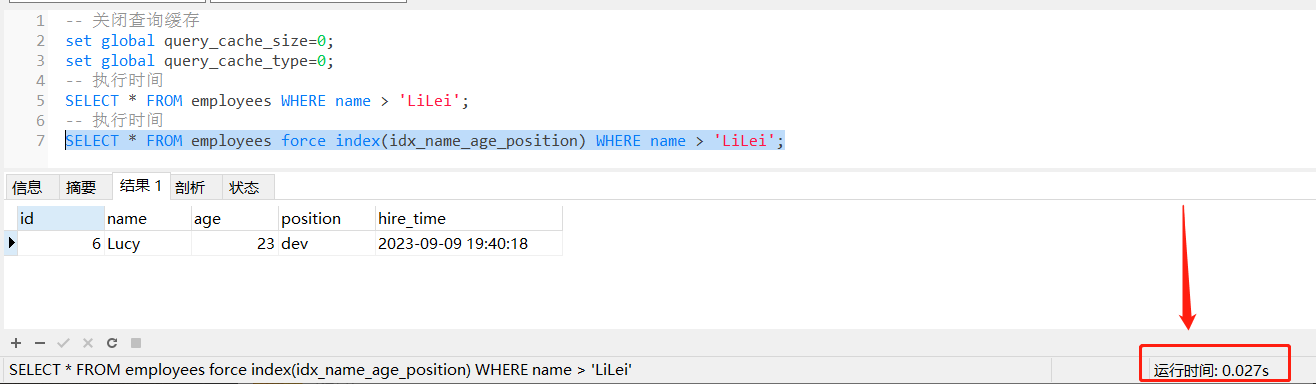 1 -- 关闭查询缓存
2 set global query_cache_size=0;
3 set global query_cache_type=0;
4 -- 执行时间
5 SELECT * FROM employees WHERE name > 'LiLei';
6 -- 执行时间
7 SELECT * FROM employees force index(idx_name_age_position) WHERE name > 'LiLei';
信息 摘要 结果 1 剖析 状态
id name age position hire_time
6 Lucy 23 dev 2023-09-09 19:40:18
SELECT * FROM employees force index(idx_name_age_position) WHERE name > 'LiLei' 运行时间: 0.027s